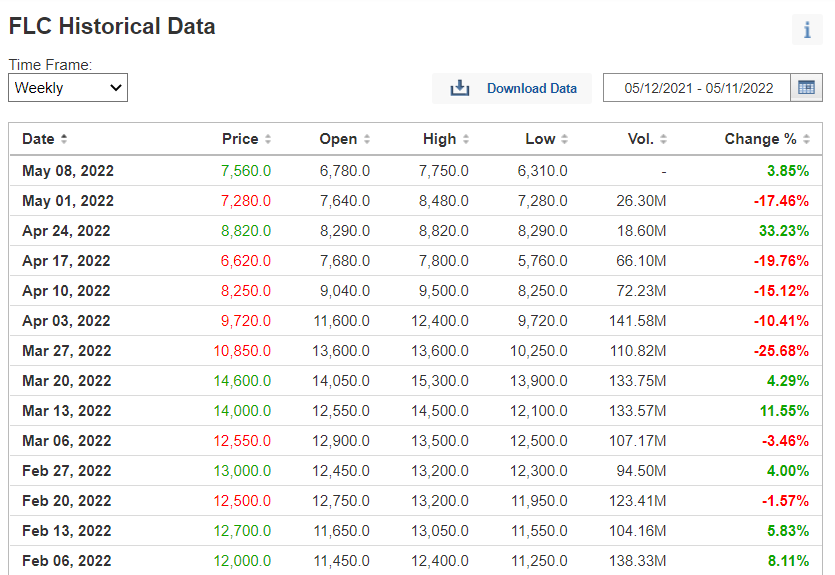 FLC Historical Data
Time Frame:
Weekly
Download Data
05/12/2021 - 05/11/2022
Date Price Open High Low Vol. Change %
May 08, 2022 7,560.0 6,780.0 7,750.0 6,310.0 - 3.85%
May 01, 2022 7,280.0 7,640.0 8,480.0 7,280.0 26.30M -17.46%
Apr 24, 2022 8,820.0 8,290.0 8,820.0 8,290.0 18.60M 33.23%
Apr 17, 2022 6,620.0 7,680.0 7,800.0 5,760.0 66.10M -19.76%
Apr 10, 2022 8,250.0 9,040.0 9,500.0 8,250.0 72.23M -15.12%
Apr 03, 2022 9,720.0 11,600.0 12,400.0 9,720.0 141.58M -10.41%
Mar 27, 2022 10,850.0 13,600.0 13,600.0 10,250.0 110.82M -25.68%
Mar 20, 2022 14,600.0 14,050.0 15,300.0 13,900.0 133.75M 4.29%
Mar 13, 2022 14,000.0 12,550.0 14,500.0 12,100.0 133.57M 11.55%
Mar 06, 2022 12,550.0 12,900.0 13,500.0 12,500.0 107.17M -3.46%
Feb 27, 2022 13,000.0 12,450.0 13,200.0 12,300.0 94.50M 4.00%
Feb 20, 2022 12,500.0 12,750.0 13,200.0 11,950.0 123.41M -1.57%
Feb 13, 2022 12,700.0 11,650.0 13,050.0 11,550.0 104.16M 5.83%
Feb 06, 2022 12,000.0 11,450.0 12,400.0 11,250.0 138.33M 8.11%